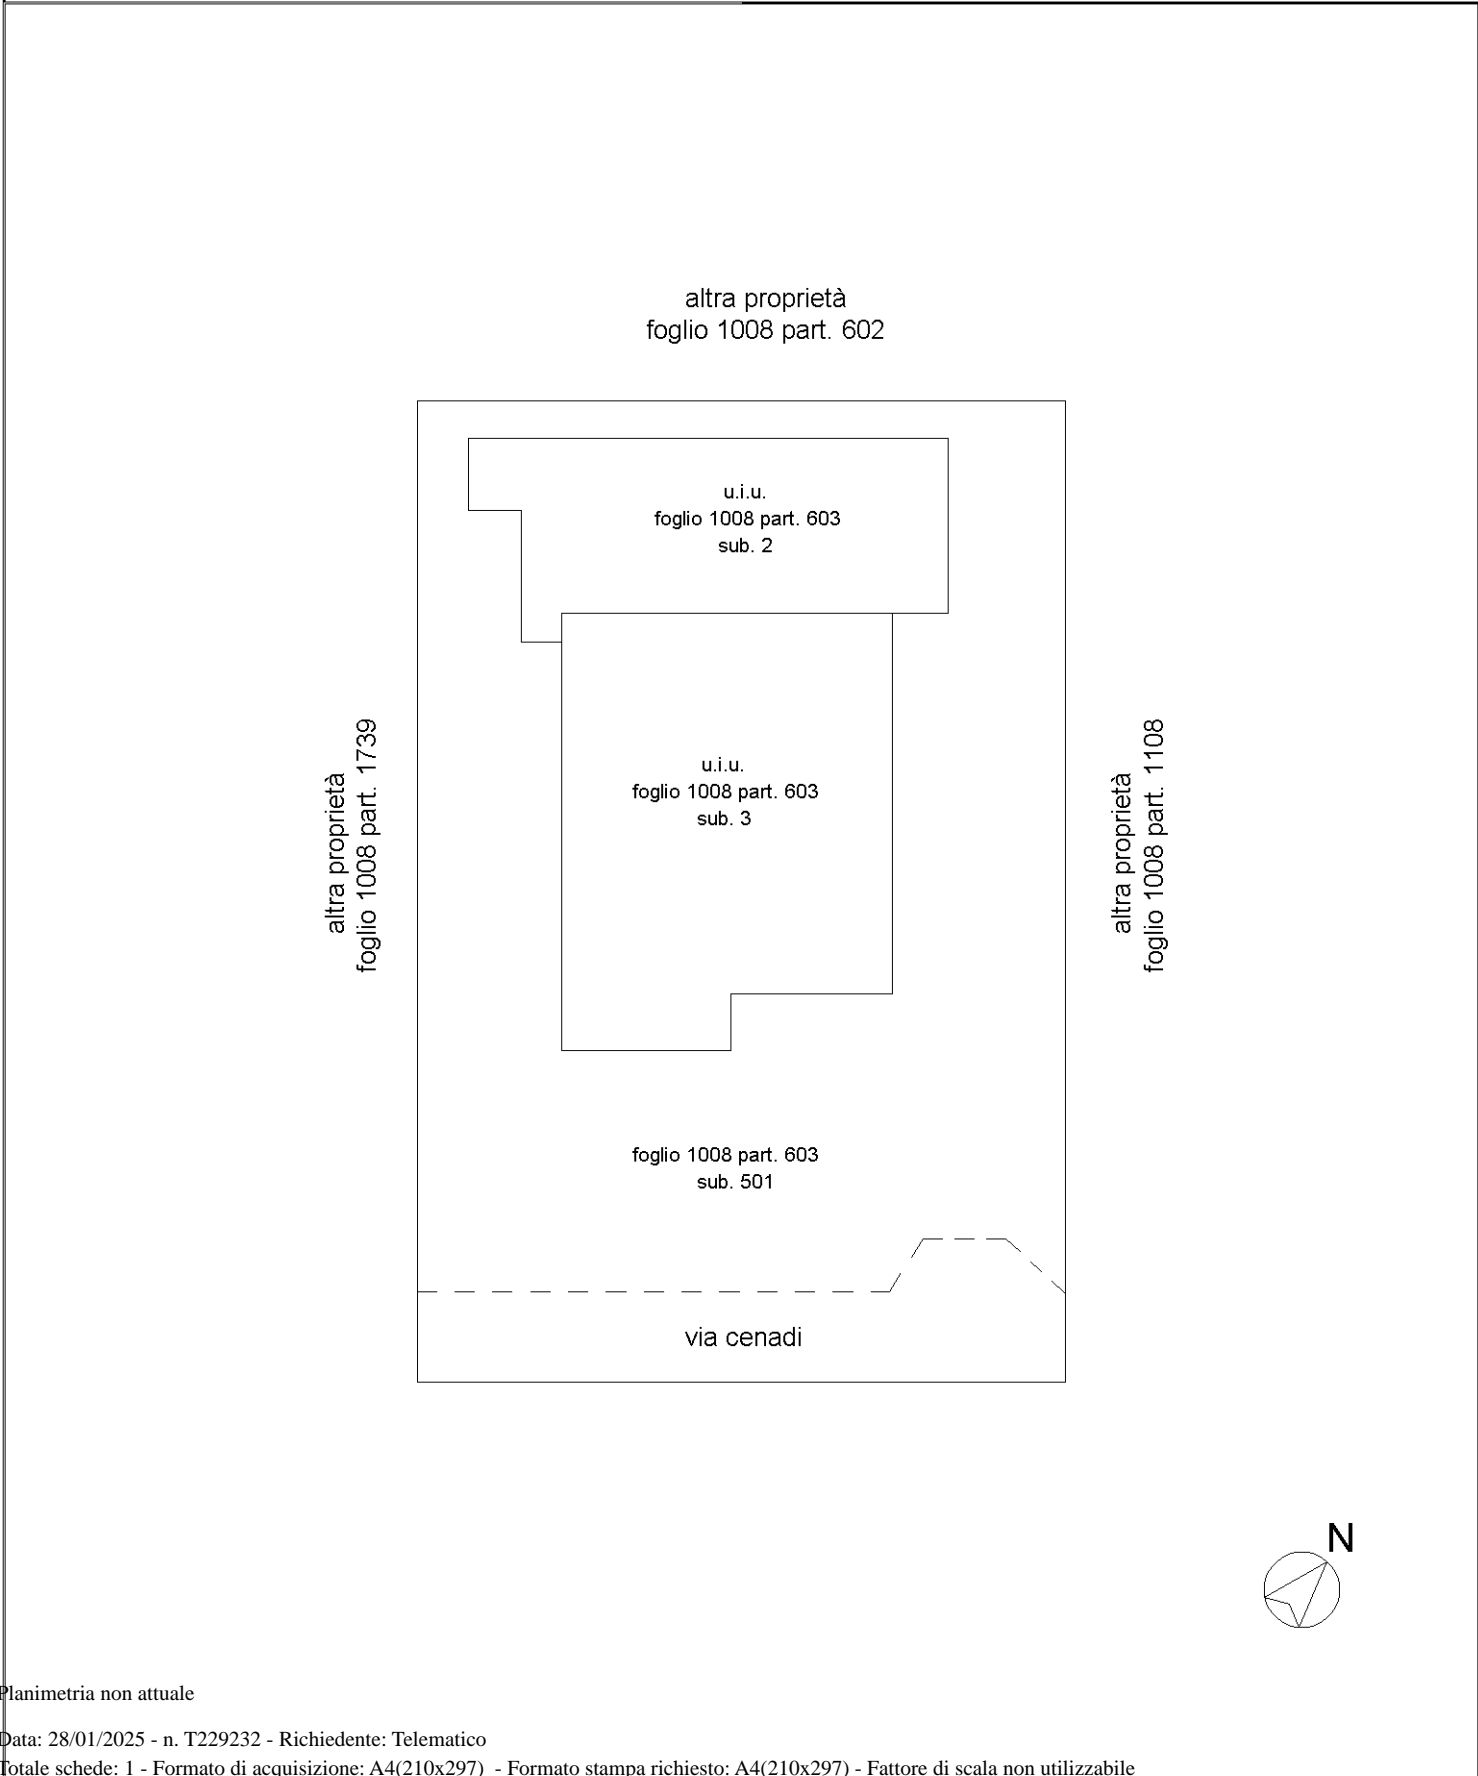 altra proprietà
foglio 1008 part. 602
u.i.u.
foglio 1008 part. 603
sub. 2
altra proprietà
foglio 1008 part. 1739
u.i.u.
foglio 1008 part. 603
sub. 3
altra proprietà
foglio 1008 part. 1108
foglio 1008 part. 603
sub. 501
via cenadi
N
Planimetria non attuale
Data: 28/01/2025 - n. T229232 - Richiedente: Telematico
Totale schede: 1 - Formato di acquisizione: A4(210x297) - Formato stampa richiesto: A4(210x297) - Fattore di scala non utilizzabile